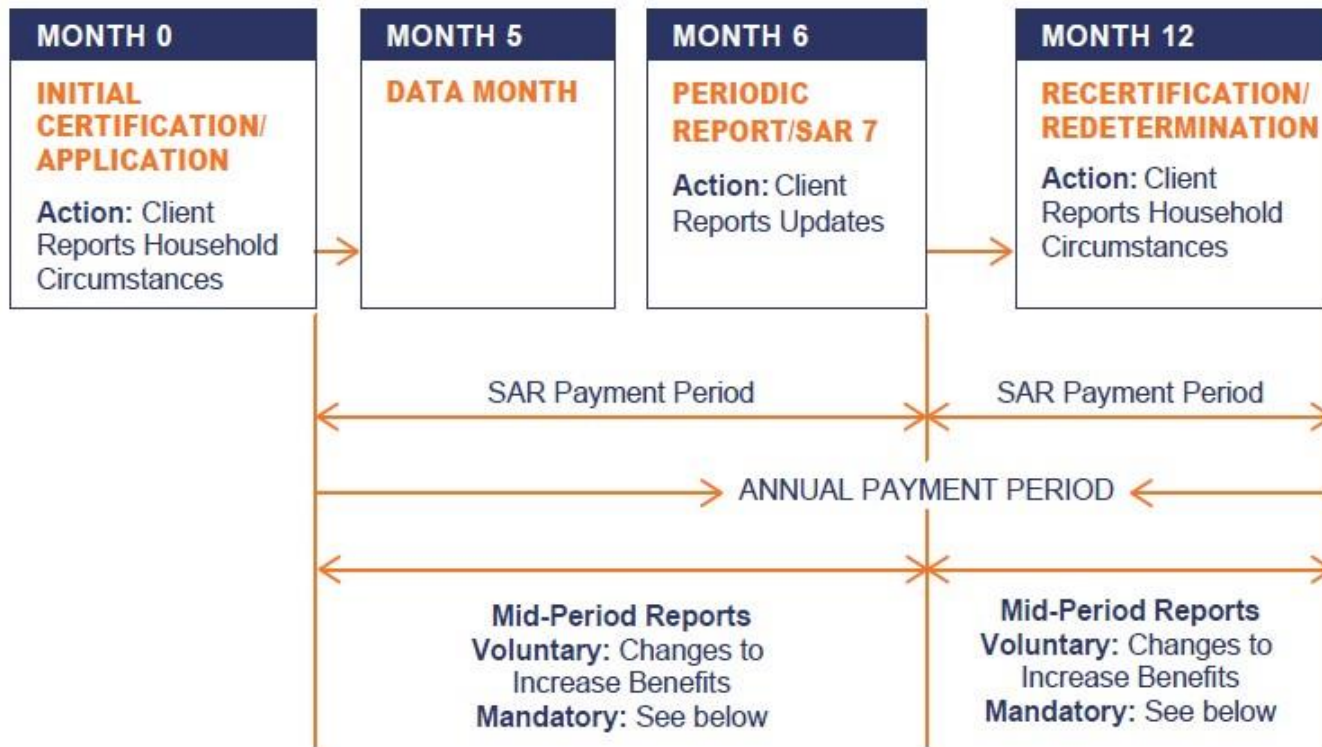 MONTH 0
INITIAL
CERTIFICATION/
APPLICATION
Action: Client
Reports Household
Circumstances
MONTH 5
DATA MONTH
MONTH 6
PERIODIC
REPORT/SAR 7
Action: Client
Reports Updates
MONTH 12
RECERTIFICATION/
REDETERMINATION
Action: Client
Reports Household
Circumstances
SAR Payment Period
SAR Payment Period
ANNUAL PAYMENT PERIOD
Mid-Period Reports
Voluntary: Changes to
Increase Benefits
Mandatory: See below
Mid-Period Reports
Voluntary: Changes to
Increase Benefits
Mandatory: See below